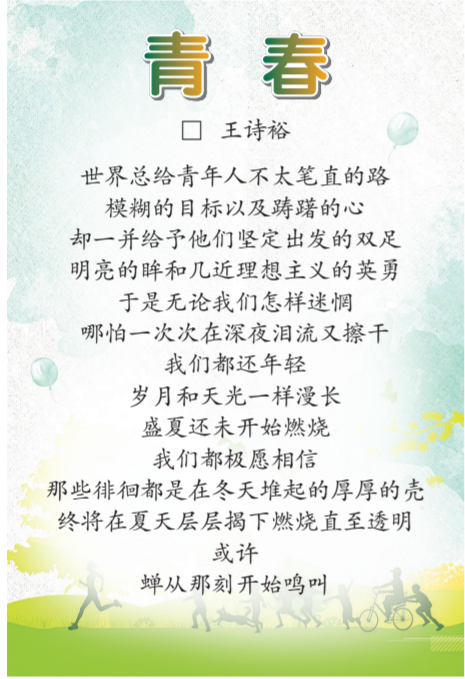 青春
□ 王诗裕
世界总给青年人不太笔直的路
模糊的目标以及踌躇的心
却一并给予他们坚定出发的双足
明亮的眸和几近理想主义的英勇
于是无论我们怎样迷惘
哪怕一次次在深夜泪流又擦干
我们都还年轻
岁月和天光一样漫长
盛夏还未开始燃烧
我们都极愿相信
那些徘徊都是在冬天堆起的厚厚的壳
终将在夏天层层揭下燃烧直至透明
或许
蝉从那刻开始鸣叫